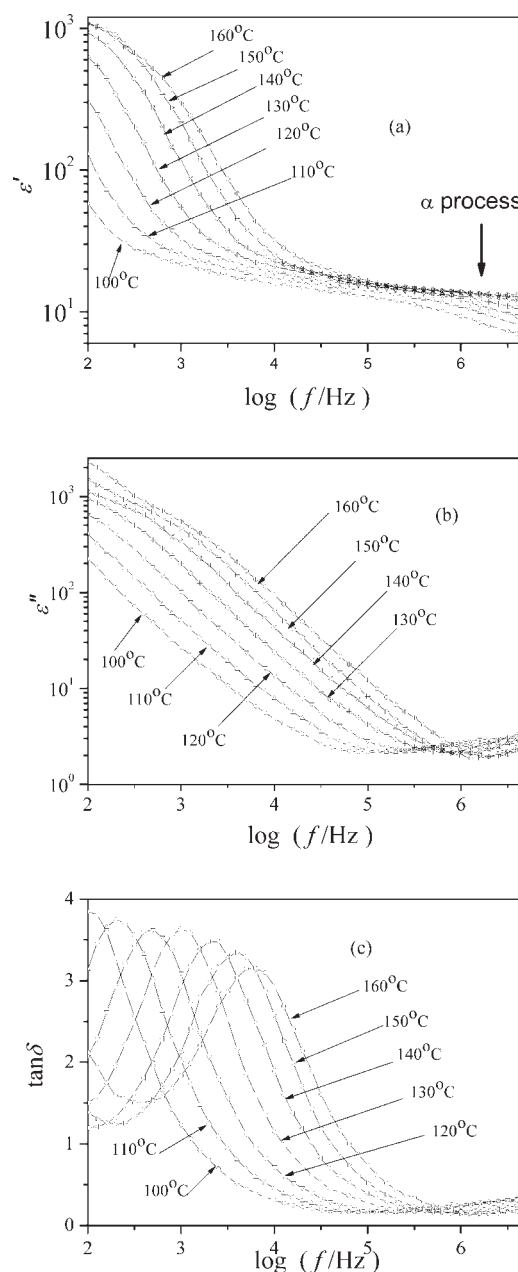 10³
160°C
150°C
140°C
130°C
120°C
110°C
100°C
(a)
α process
10²
10¹
ε'
2 3 4 5 6
log (f/Hz)
10³
160°C
(b)
150°C
140°C
130°C
100°C
110°C
120°C
10²
10¹
10⁰
ε"
2 3 4 5 6
log (f/Hz)
4
(c)
160°C
150°C
140°C
130°C
120°C
110°C
100°C
3
2
1
0
tanδ
2 3 4 5 6
log (f/Hz)